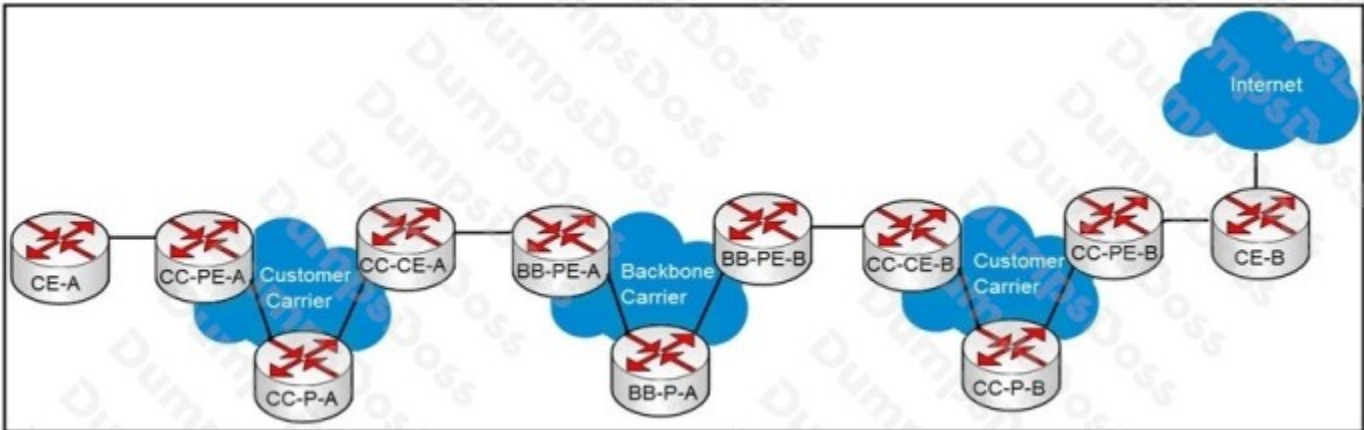 Internet
CE-A
CC-PE-A
Customer
Carrier
CC-CE-A
CC-P-A
BB-PE-A
Backbone
Carrier
BB-PE-B
BB-P-A
CC-CE-B
Customer
Carrier
CC-PE-B
CC-P-B
CE-B
DumpsDoss